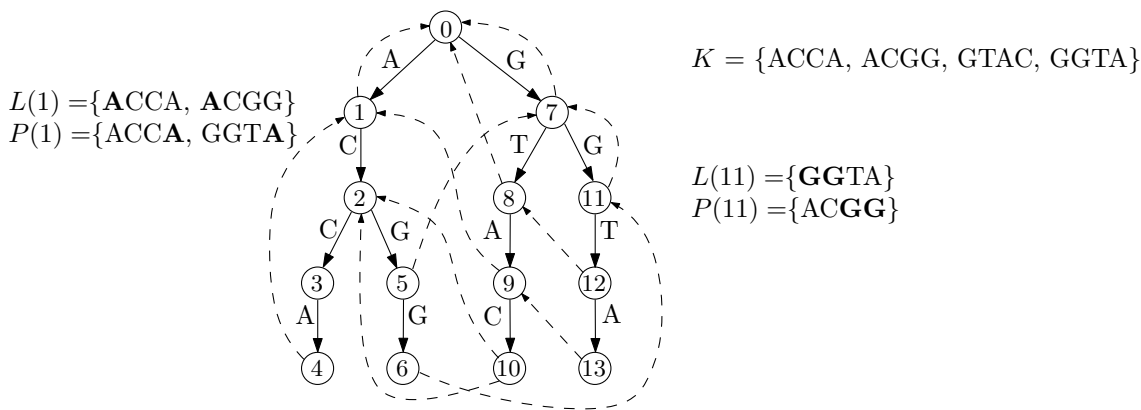 0
A
G
K = {ACCA, ACGG, GTAC, GGTA}
L(1) ={ACCA, ACGG}
P(1) ={ACCA, GGTA}
1
7
C
T
G
L(11) ={GGTA}
P(11) ={ACGG}
2
8
11
C
G
A
T
3
5
9
12
A
G
C
A
4
6
10
13